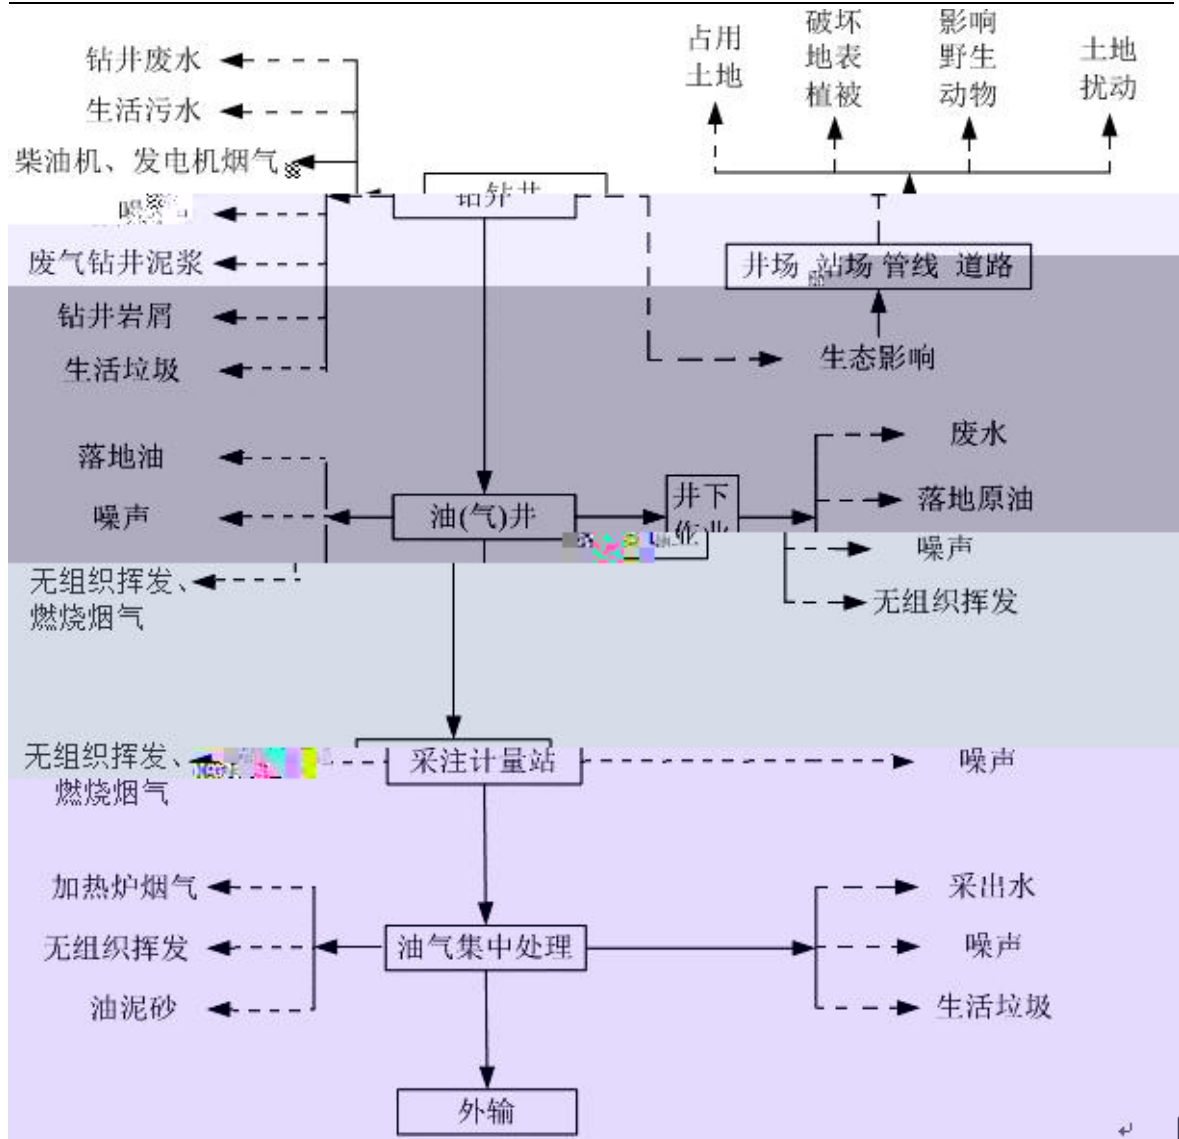 钻井废水
生活污水
柴油机、发电机烟气
废气钻井泥浆
钻井岩屑
生活垃圾
占用
土地
破坏
地表
植被
影响
野生
动物
土地
扰动
钻井
井场 站场 管线 道路
生态影响
落地油
噪声
无组织挥发、
燃烧烟气
油(气)井
井下
作业
废水
落地原油
噪声
无组织挥发
无组织挥发、
燃烧烟气
采注计量站
噪声
加热炉烟气
无组织挥发
油泥砂
油气集中处理
采出水
噪声
生活垃圾
外输